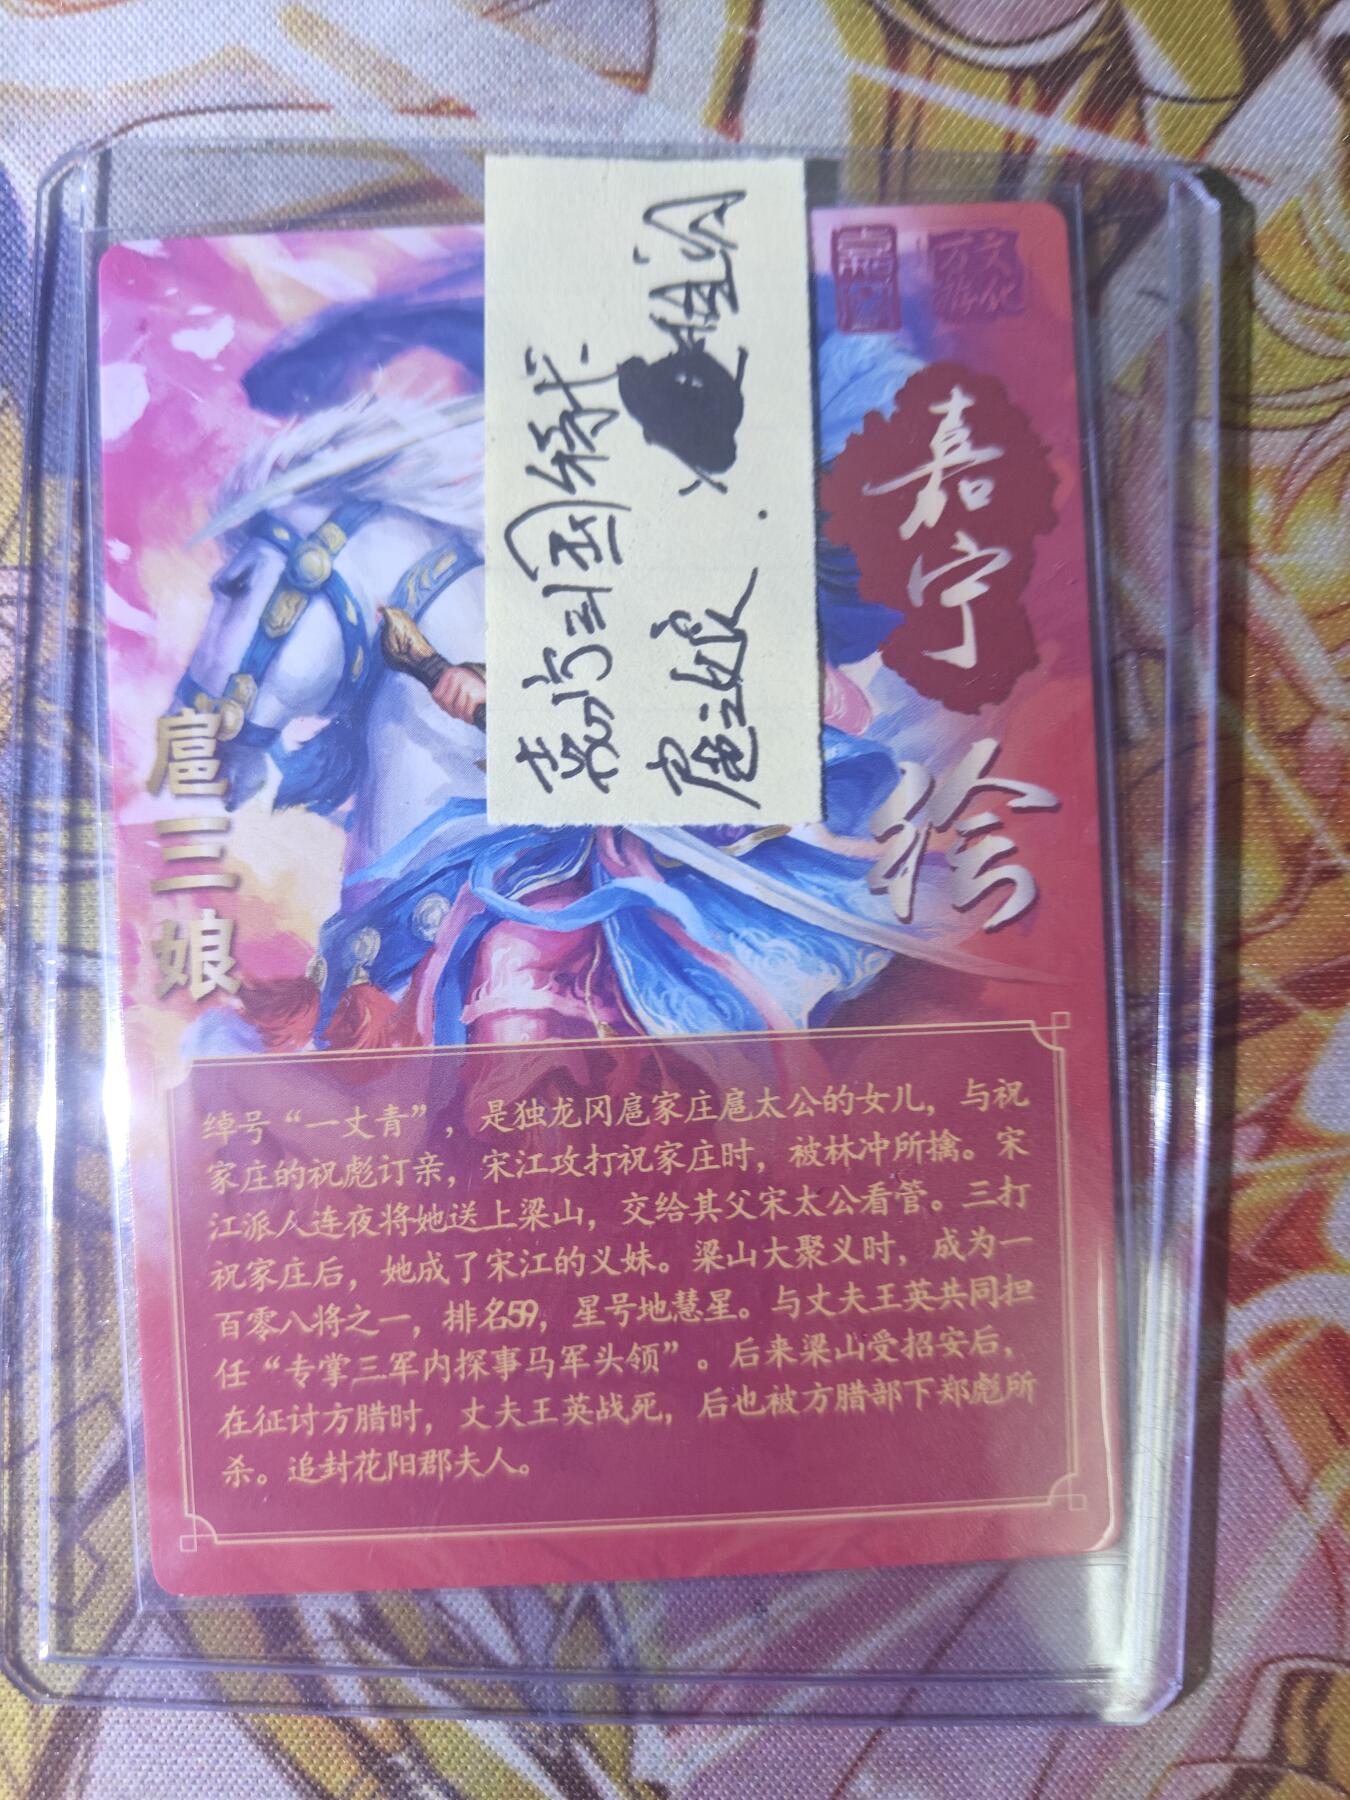 扈三娘
嘉宁
绘
扈三娘
绰号“一丈青”，是独龙冈扈家庄扈太公的女儿，与祝
家庄的祝彪订亲，宋江攻打祝家庄时，被林冲所擒。宋
江派人连夜将她送上梁山，交给其父宋太公看管。三打
祝家庄后，她成了宋江的义妹。梁山大聚义时，成为一
百零八将之一，排名59，星号地慧星。与丈夫王英共同担
任“专掌三军内探事马军头领”。后来梁山受招安后，
在征讨方腊时，丈夫王英战死，后也被方腊部下郑彪所
杀。追封花阳郡夫人。